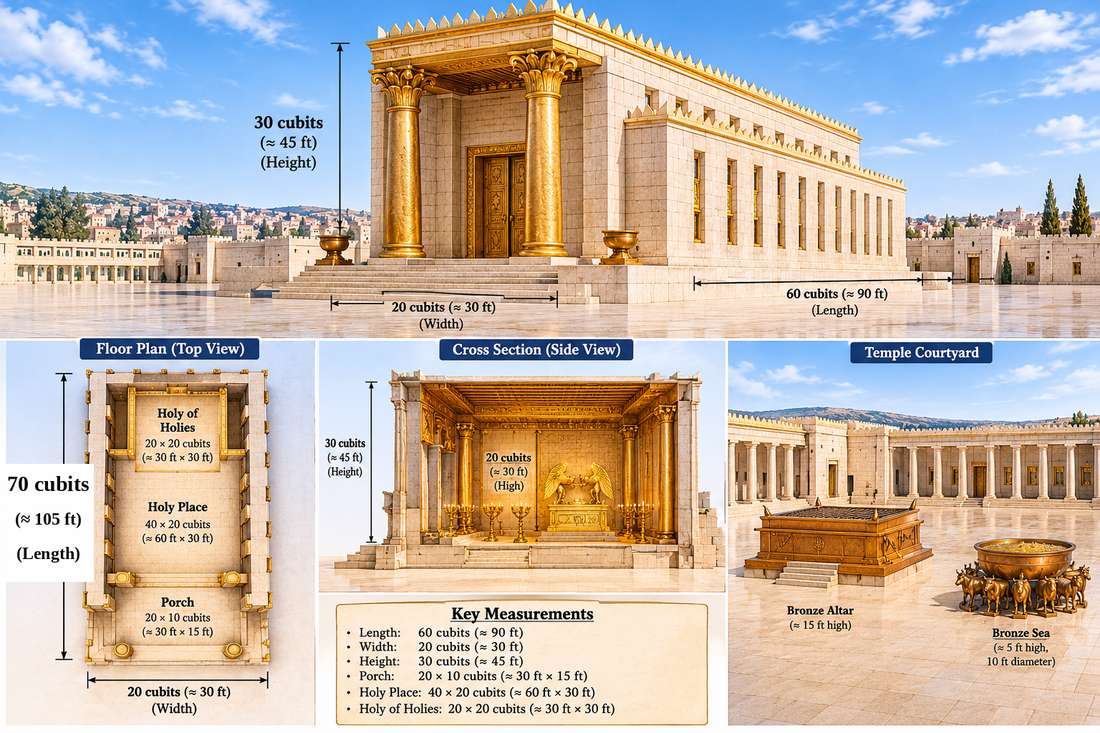 30 cubits
(≈ 45 ft)
(Height)
20 cubits (≈ 30 ft)
(Width)
60 cubits (≈ 90 ft)
(Length)
Floor Plan (Top View)
Holy of
Holies
20 × 20 cubits
(≈ 30 ft × 30 ft)
70 cubits
(≈ 105 ft)
(Length)
Holy Place
40 × 20 cubits
(≈ 60 ft × 30 ft)
Porch
20 × 10 cubits
(≈ 30 ft × 15 ft)
20 cubits (≈ 30 ft)
(Width)
Cross Section (Side View)
30 cubits
(≈ 45 ft)
(Height)
20 cubits
(≈ 30 ft)
(High)
Key Measurements
• Length: 60 cubits (≈ 90 ft)
• Width: 20 cubits (≈ 30 ft)
• Height: 30 cubits (≈ 45 ft)
• Porch: 20 × 10 cubits (≈ 30 ft × 15 ft)
• Holy Place: 40 × 20 cubits (≈ 60 ft × 30 ft)
• Holy of Holies: 20 × 20 cubits (≈ 30 ft × 30 ft)
Temple Courtyard
Bronze Altar
(≈ 15 ft high)
Bronze Sea
(≈ 5 ft high,
10 ft diameter)